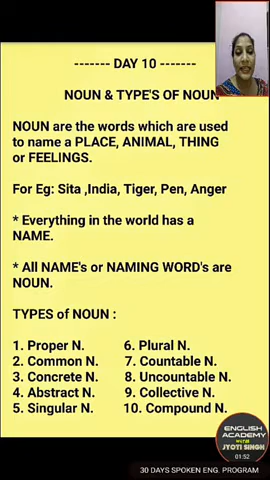 ------- DAY 10 -------
NOUN & TYPE'S OF NOUN
NOUN are the words which are used
to name a PLACE, ANIMAL, THING
or FEELINGS.
For Eg: Sita ,India, Tiger, Pen, Anger
* Everything in the world has a
NAME.
* All NAME's or NAMING WORD's are
NOUN.
TYPES of NOUN :
1. Proper N. 6. Plural N.
2. Common N. 7. Countable N.
3. Concrete N. 8. Uncountable N.
4. Abstract N. 9. Collective N.
5. Singular N. 10. Compound N.
ENGLISH
ACADEMY
WITH
JYOTI SINGH
01:52
30 DAYS SPOKEN ENG. PROGRAM